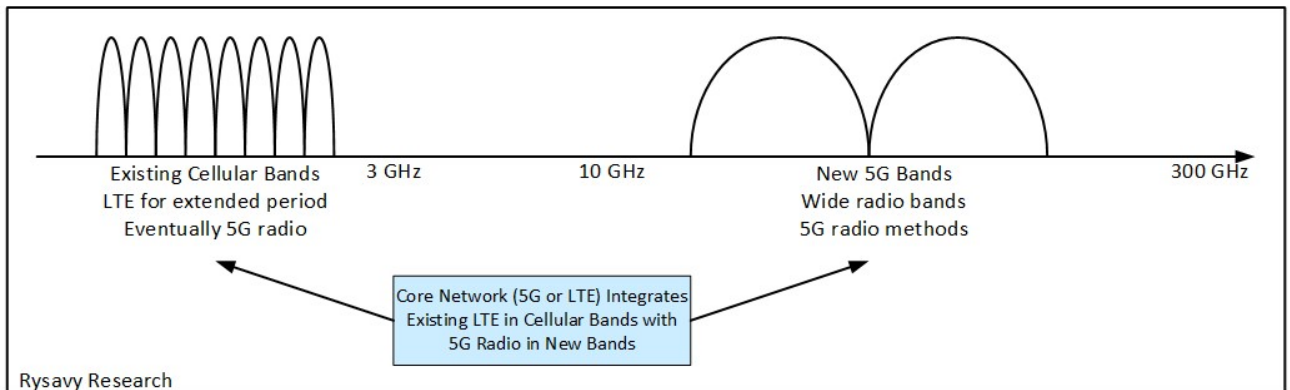 Existing Cellular Bands
LTE for extended period
Eventually 5G radio
3 GHz
10 GHz
New 5G Bands
Wide radio bands
5G radio methods
300 GHz
Core Network (5G or LTE) Integrates
Existing LTE in Cellular Bands with
5G Radio in New Bands
Rysavy Research